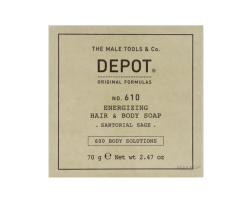 THE MALE TOOLS & Co.
DEPOT®
ORIGINAL FORMULAS
NO. 610
ENERGIZING
HAIR & BODY SOAP
. SARTORIAL SAGE .
600 BODY SOLUTIONS
70 g ℮ Net wt 2.47 oz